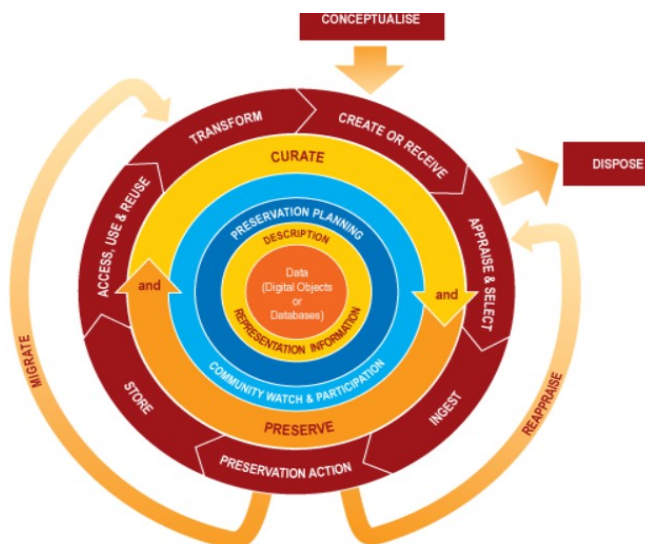 CONCEPTUALISE
CREATE OR RECEIVE
DISPOSE
APPRAISE & SELECT
REAPPRAISE
INGEST
PRESERVATION ACTION
MIGRATE
STORE
ACCESS, USE & REUSE
TRANSFORM
CURATE
and
PRESERVE
and
COMMUNITY WATCH & PARTICIPATION
PRESERVATION PLANNING
DESCRIPTION
REPRESENTATION INFORMATION
Data
(Digital Objects
or
Databases)